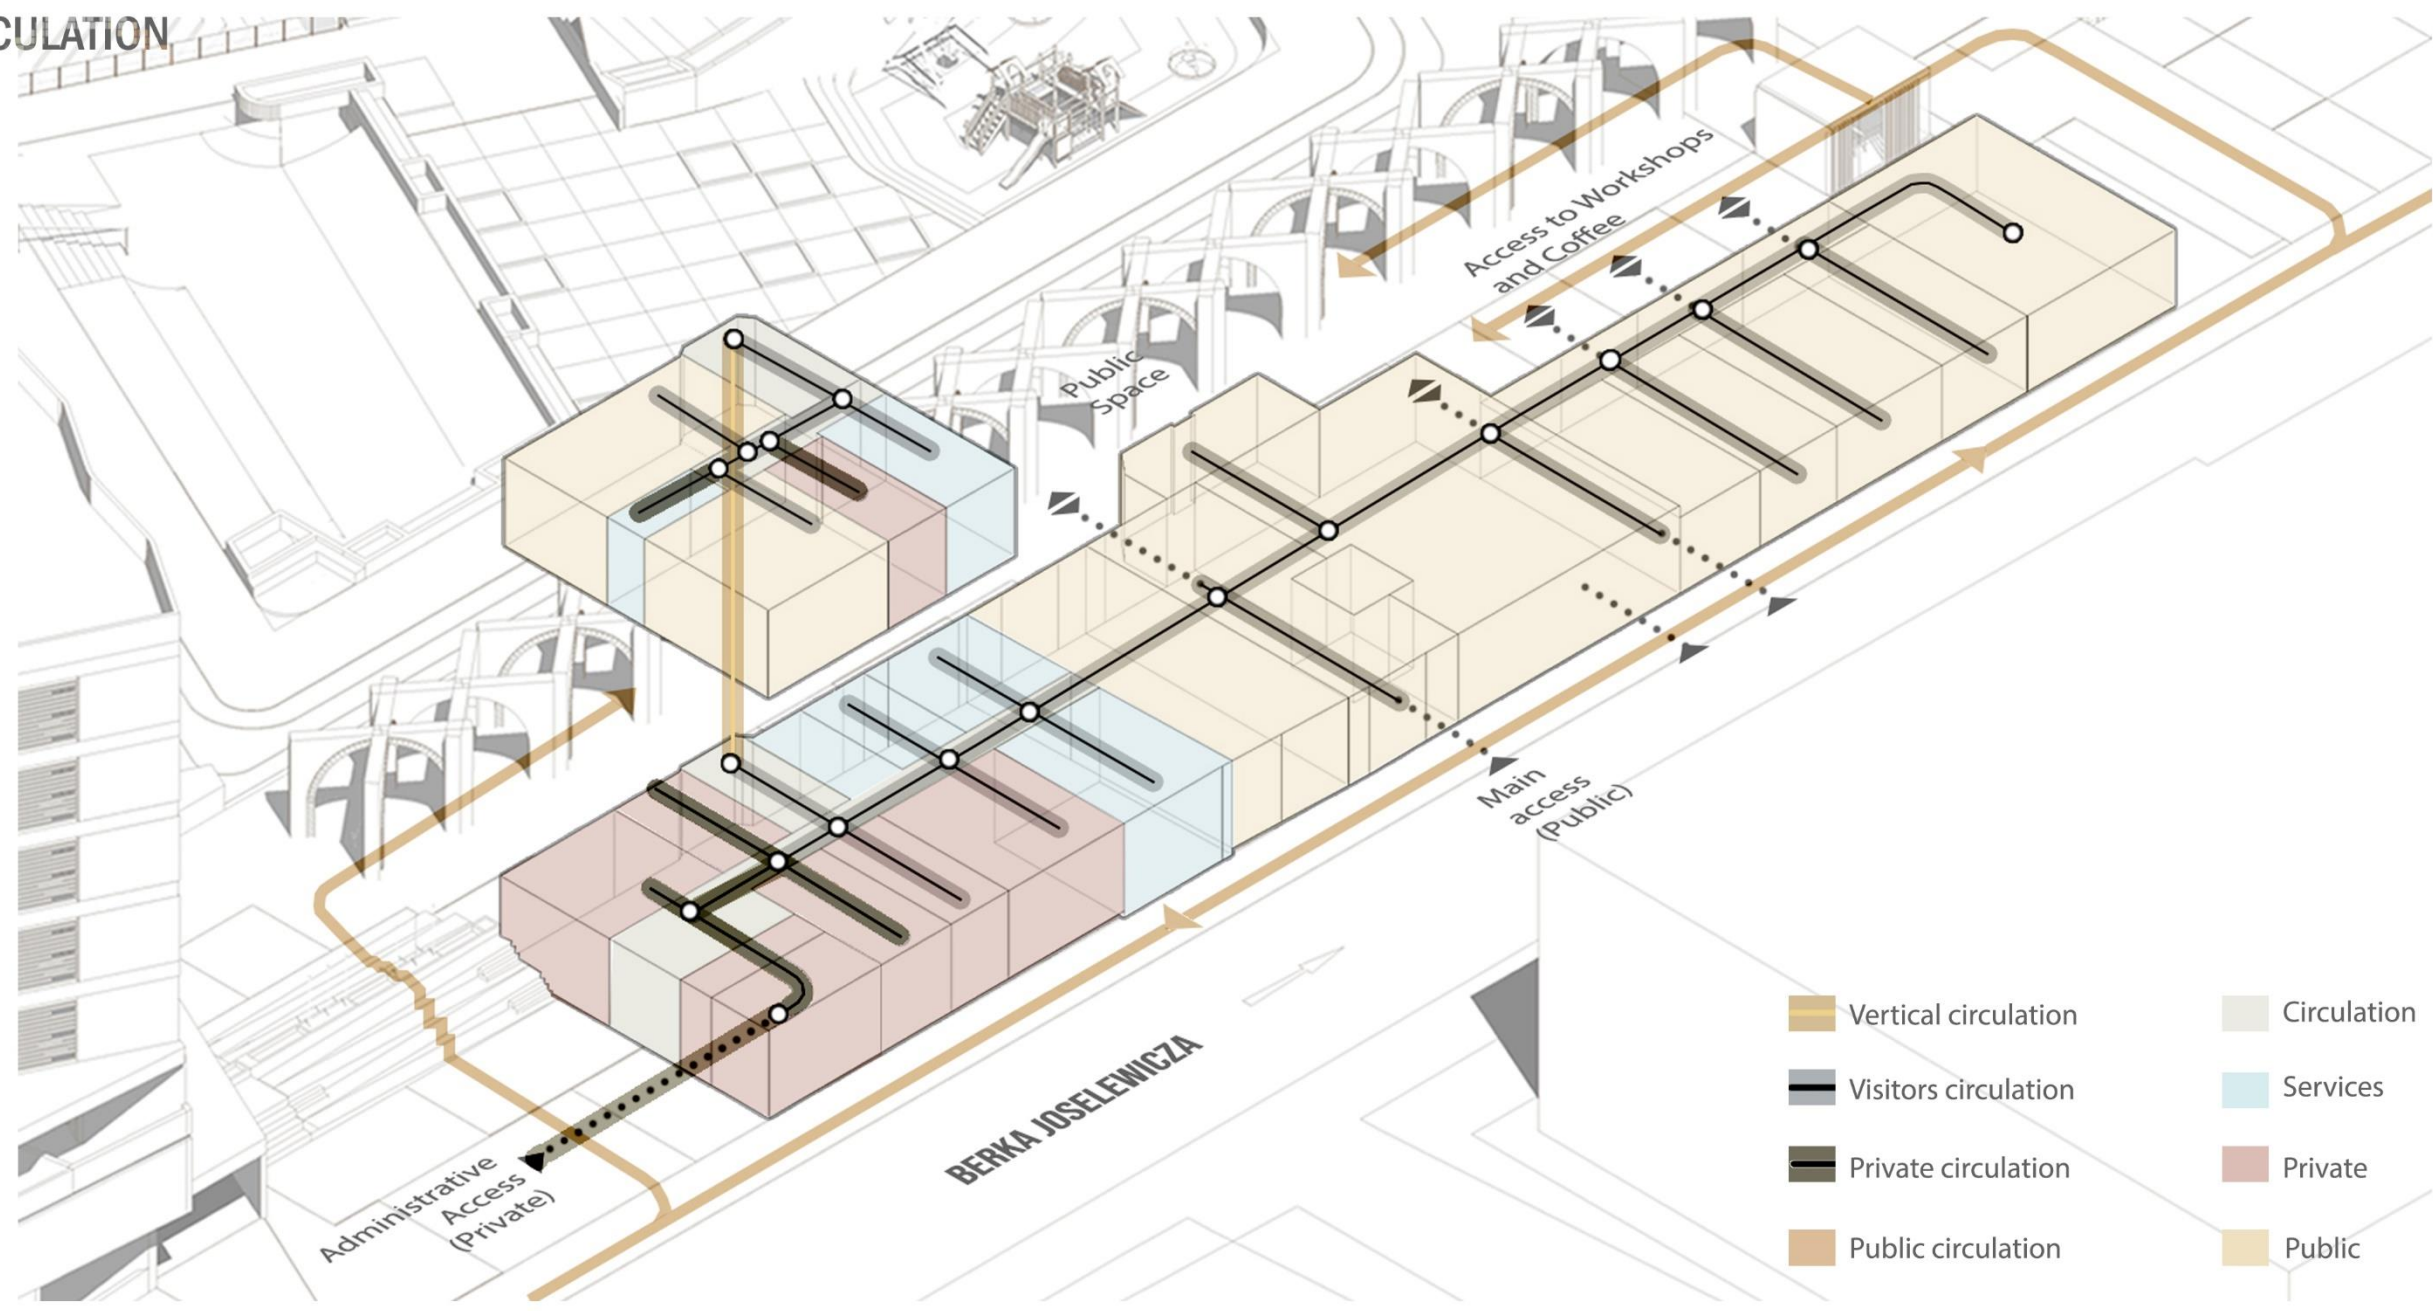 CULATION
Access to Workshops
and Coffee
Public
Space
Main
access
(Public)
BERKA JOSELEWICZA
Administrative
Access
(Private)
Vertical circulation
Visitors circulation
Private circulation
Public circulation
Circulation
Services
Private
Public